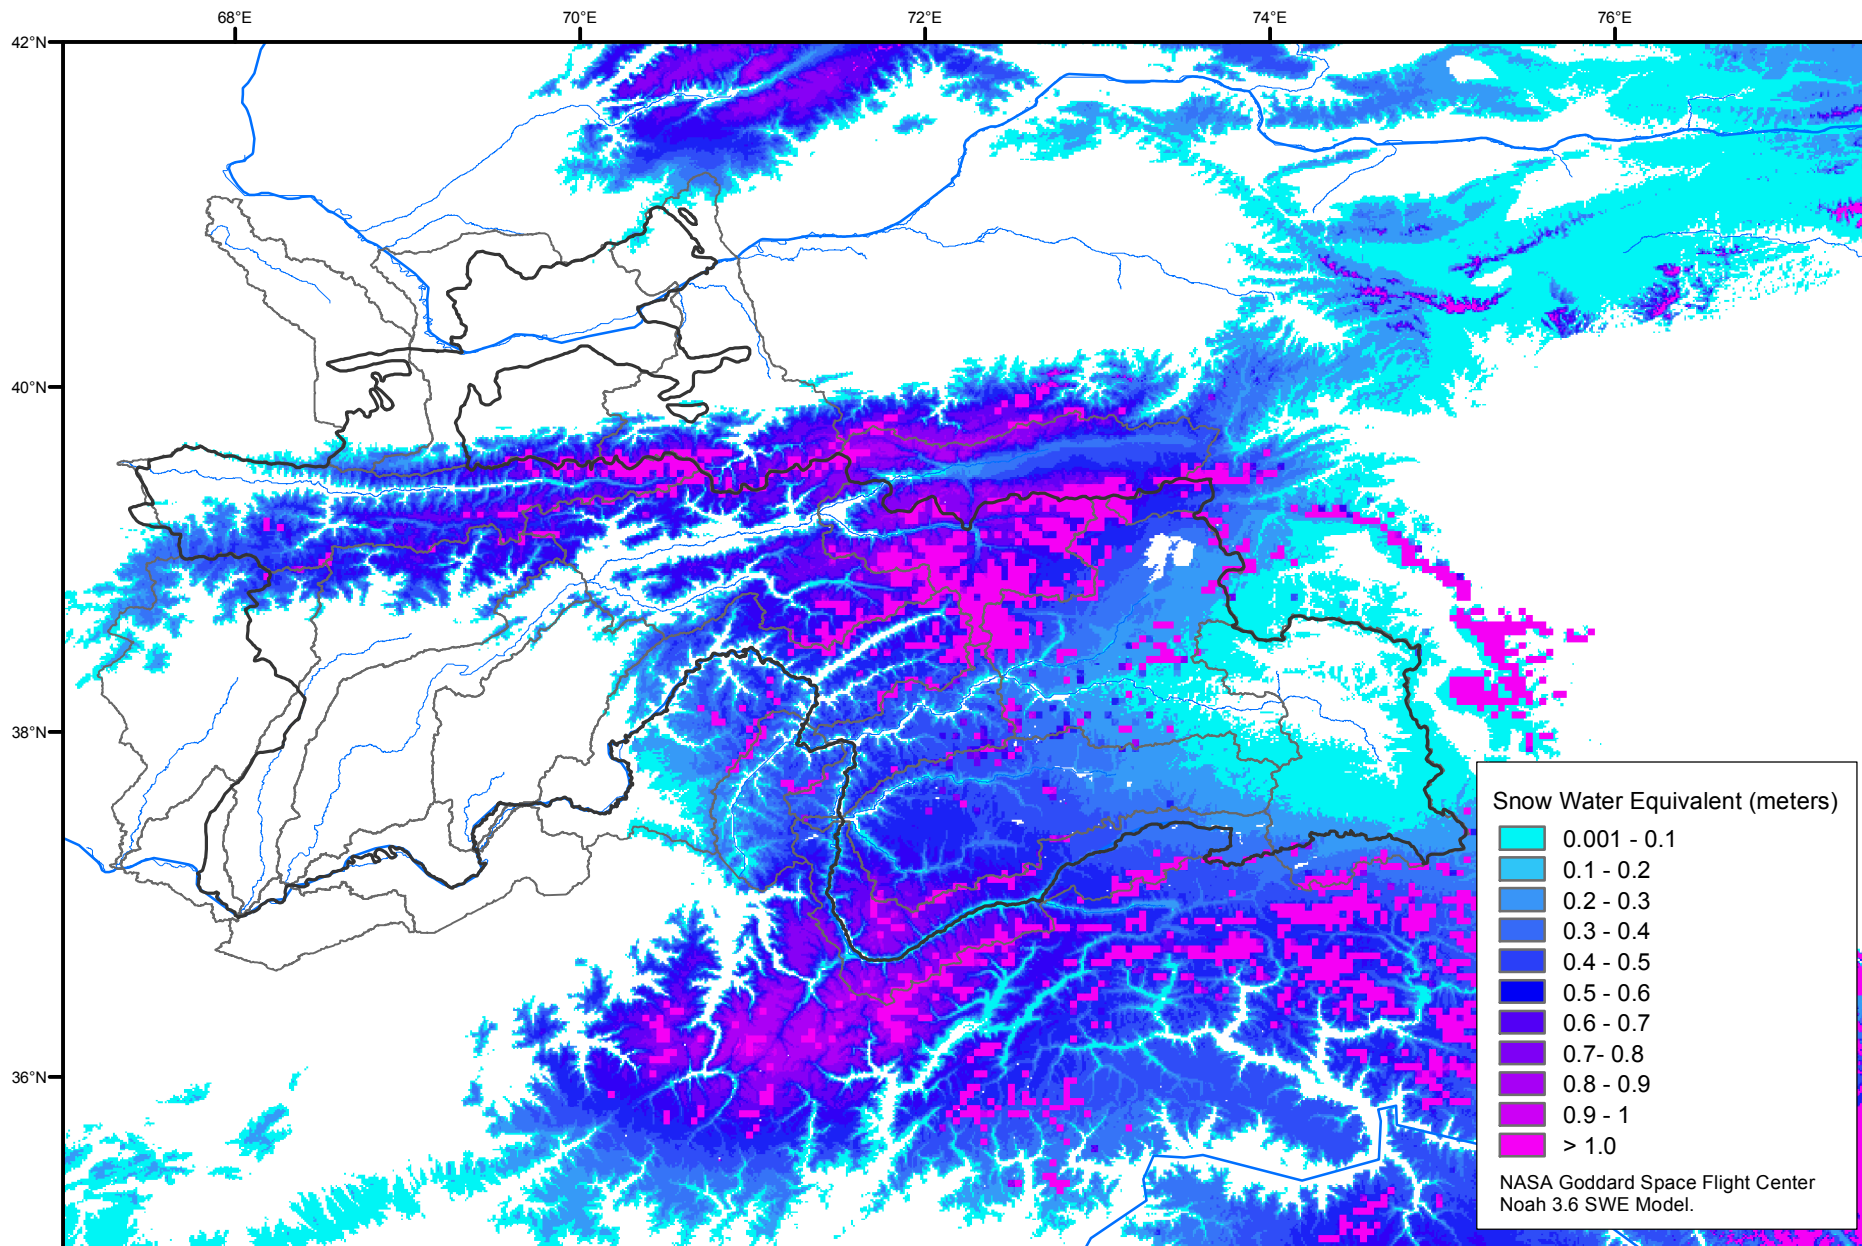 68°E
70°E
72°E
74°E
76°E
42°N
40°N
38°N
36°N
Snow Water Equivalent (meters)
0.001 - 0.1
0.1 - 0.2
0.2 - 0.3
0.3 - 0.4
0.4 - 0.5
0.5 - 0.6
0.6 - 0.7
0.7- 0.8
0.8 - 0.9
0.9 - 1
> 1.0
NASA Goddard Space Flight Center
Noah 3.6 SWE Model.